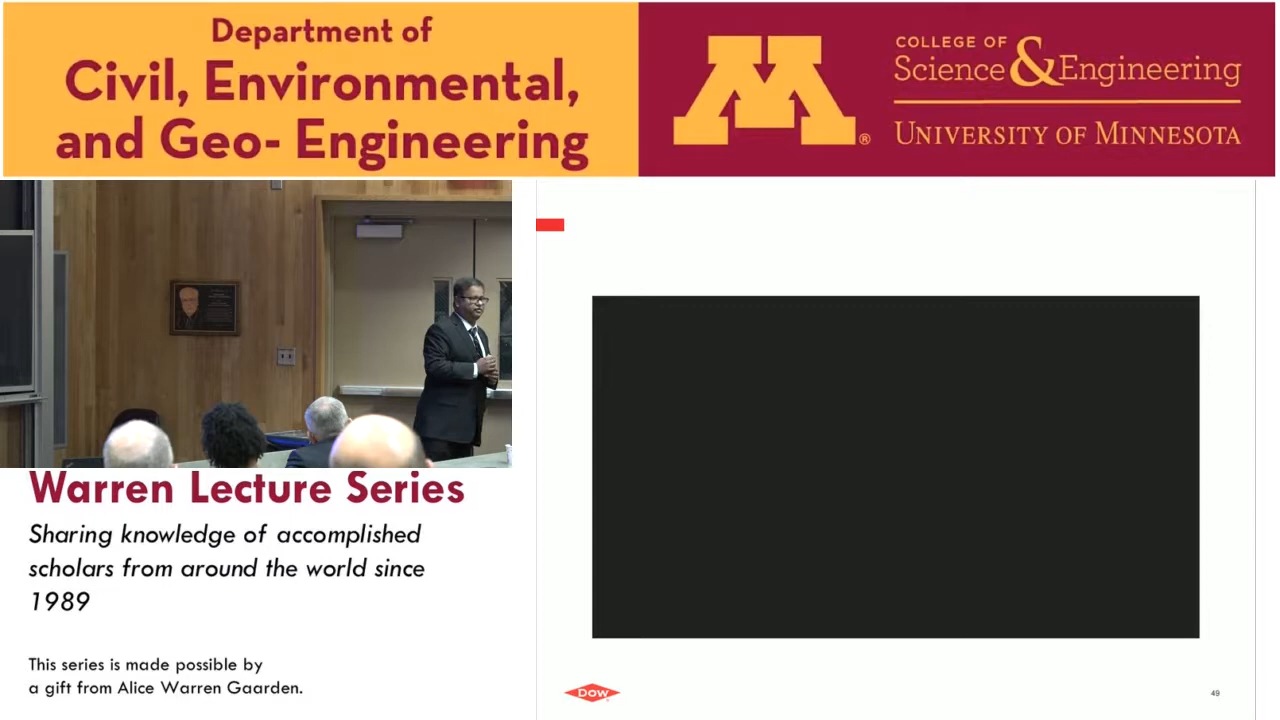 Department of
Civil, Environmental,
and Geo- Engineering
M®
COLLEGE OF
Science & Engineering
UNIVERSITY OF MINNESOTA
Warren Lecture Series
Sharing knowledge of accomplished
scholars from around the world since
1989
This series is made possible by
a gift from Alice Warren Gaarden.
Dow
49